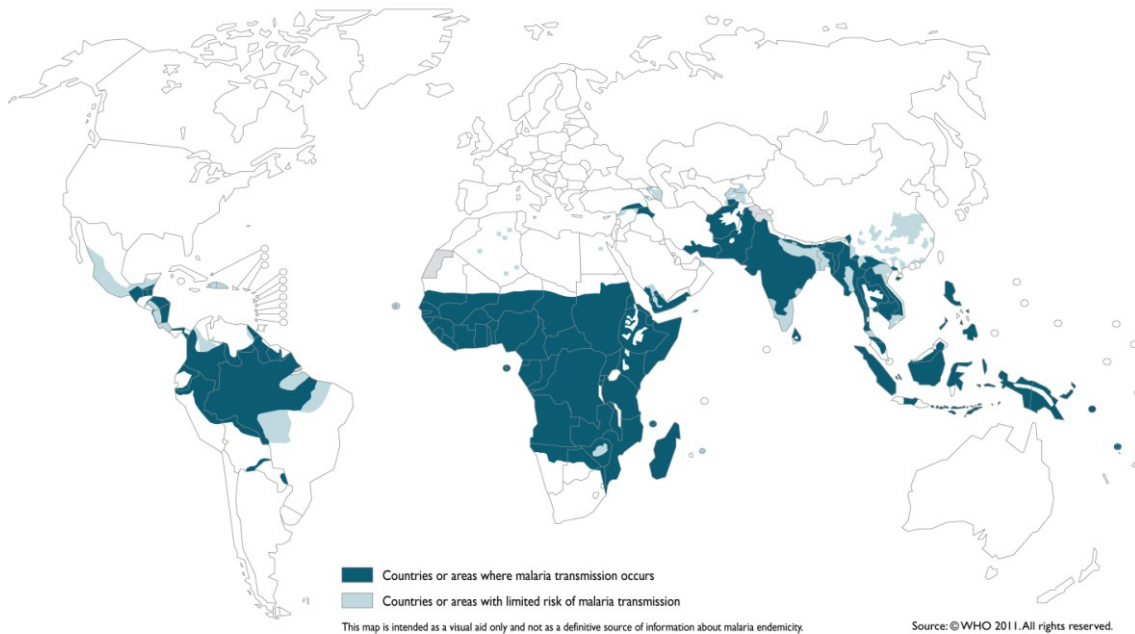 Countries or areas where malaria transmission occurs
Countries or areas with limited risk of malaria transmission
This map is intended as a visual aid only and not as a definitive source of information about malaria endemicity.
Source: © WHO 2011. All rights reserved.